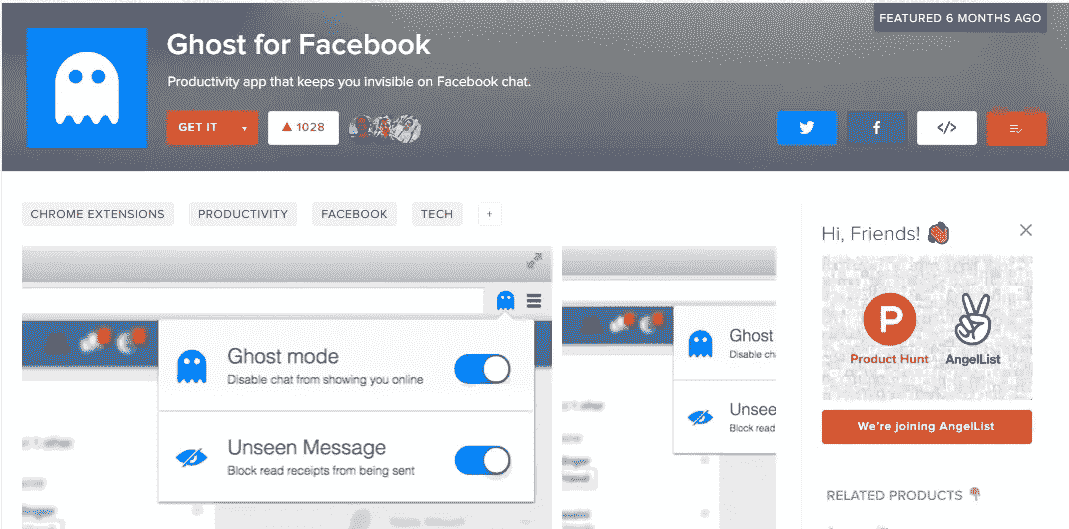 FEATURED 6 MONTHS AGO
Ghost for Facebook
Productivity app that keeps you invisible on Facebook chat.
GET IT
1028
f
</>
CHROME EXTENSIONS
PRODUCTIVITY
FACEBOOK
TECH
+
Ghost mode
Disable chat from showing you online
Unseen Message
Block read receipts from being sent
Ghost
Disable cha
Unsee
Block read
Hi, Friends!
P
Product Hunt
AngelList
We're joining AngelList
RELATED PRODUCTS